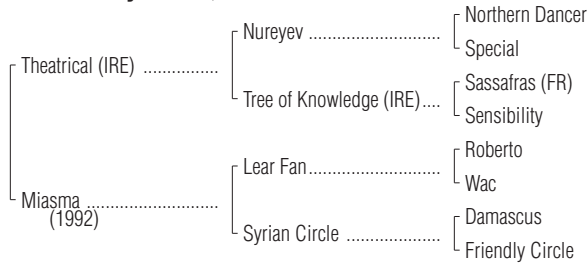 Northern Dancer
Nureyev ........................
Special
Theatrical (IRE) ................
Sassafras (FR)
Tree of Knowledge (IRE)....
Sensibility
Roberto
Lear Fan........................
Wac
Miasma ............................
(1992)
Damascus
Syrian Circle ...................
Friendly Circle